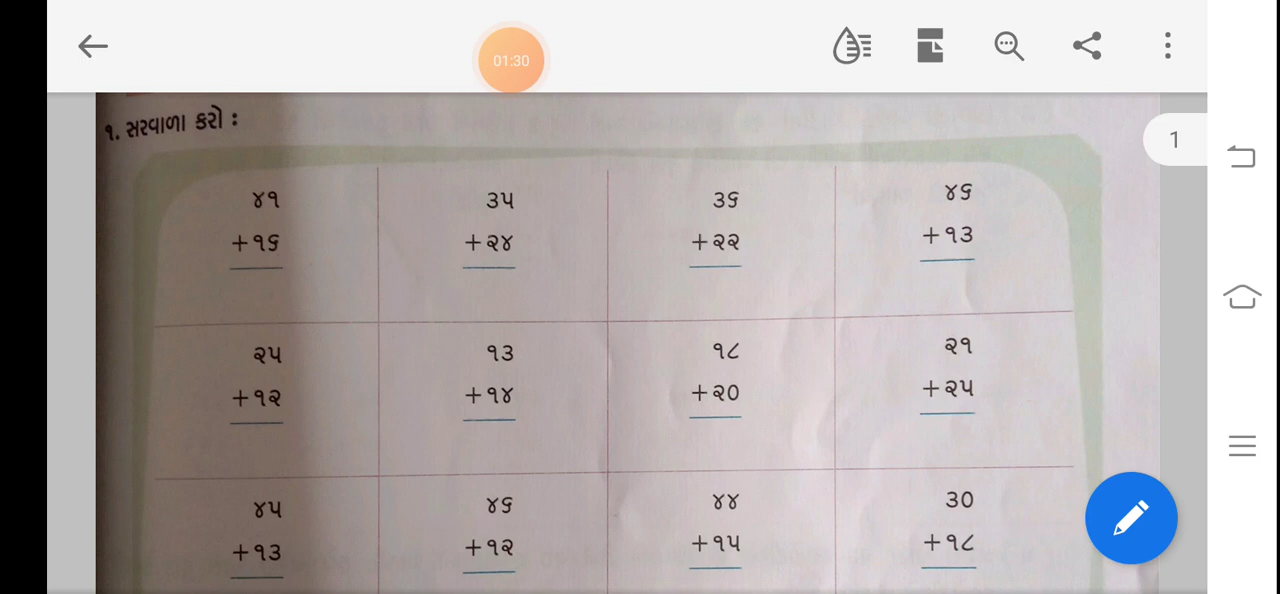 01:30
1
૧. સરવાળા કરો :
૪૧ ૩૫ ૩૬ ૪૬
+૧૬ +૨૪ +૨૨ +૧૩
૨૫ ૧૩ ૧૮ ૨૧
+૧૨ +૧૪ +૨૦ +૨૫
૪૫ ૪૬ ૪૪ ૩૦
+૧૩ +૧૨ +૧૫ +૧૮